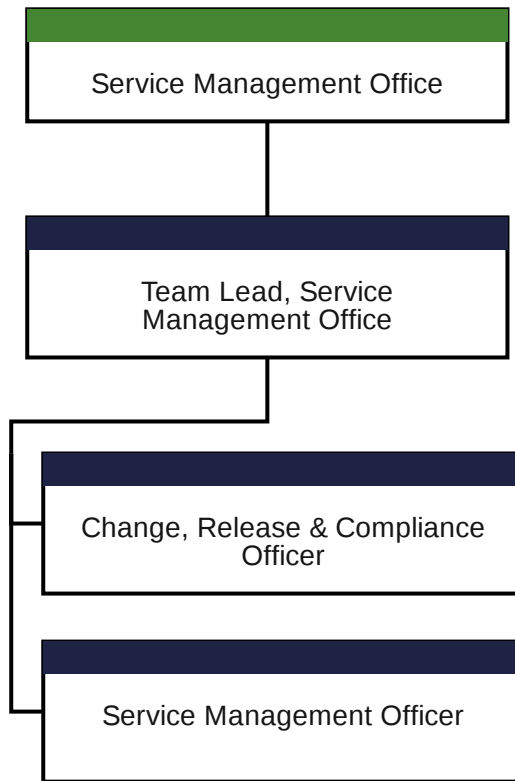 Service Management Office
Team Lead, Service
Management Office
Change, Release & Compliance
Officer
Service Management Officer